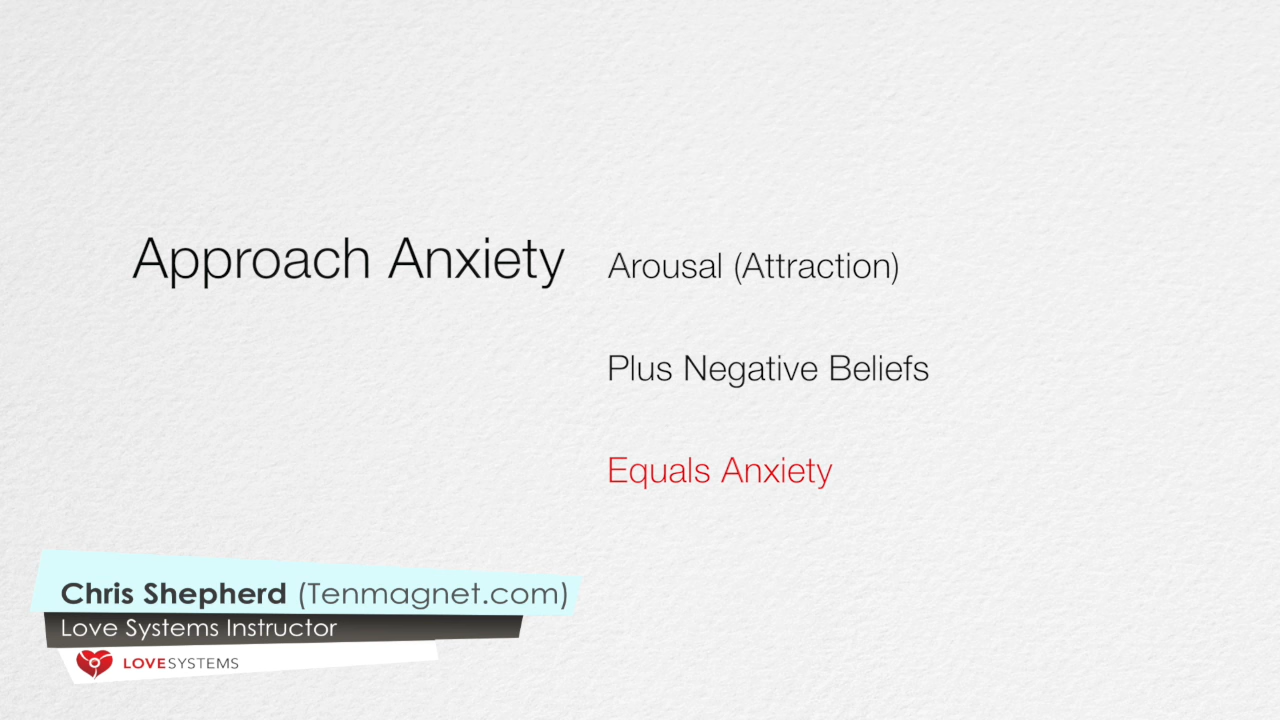 Approach Anxiety
Arousal (Attraction)
Plus Negative Beliefs
Equals Anxiety
Chris Shepherd (Tenmagnet.com)
Love Systems Instructor
LOVESYSTEMS